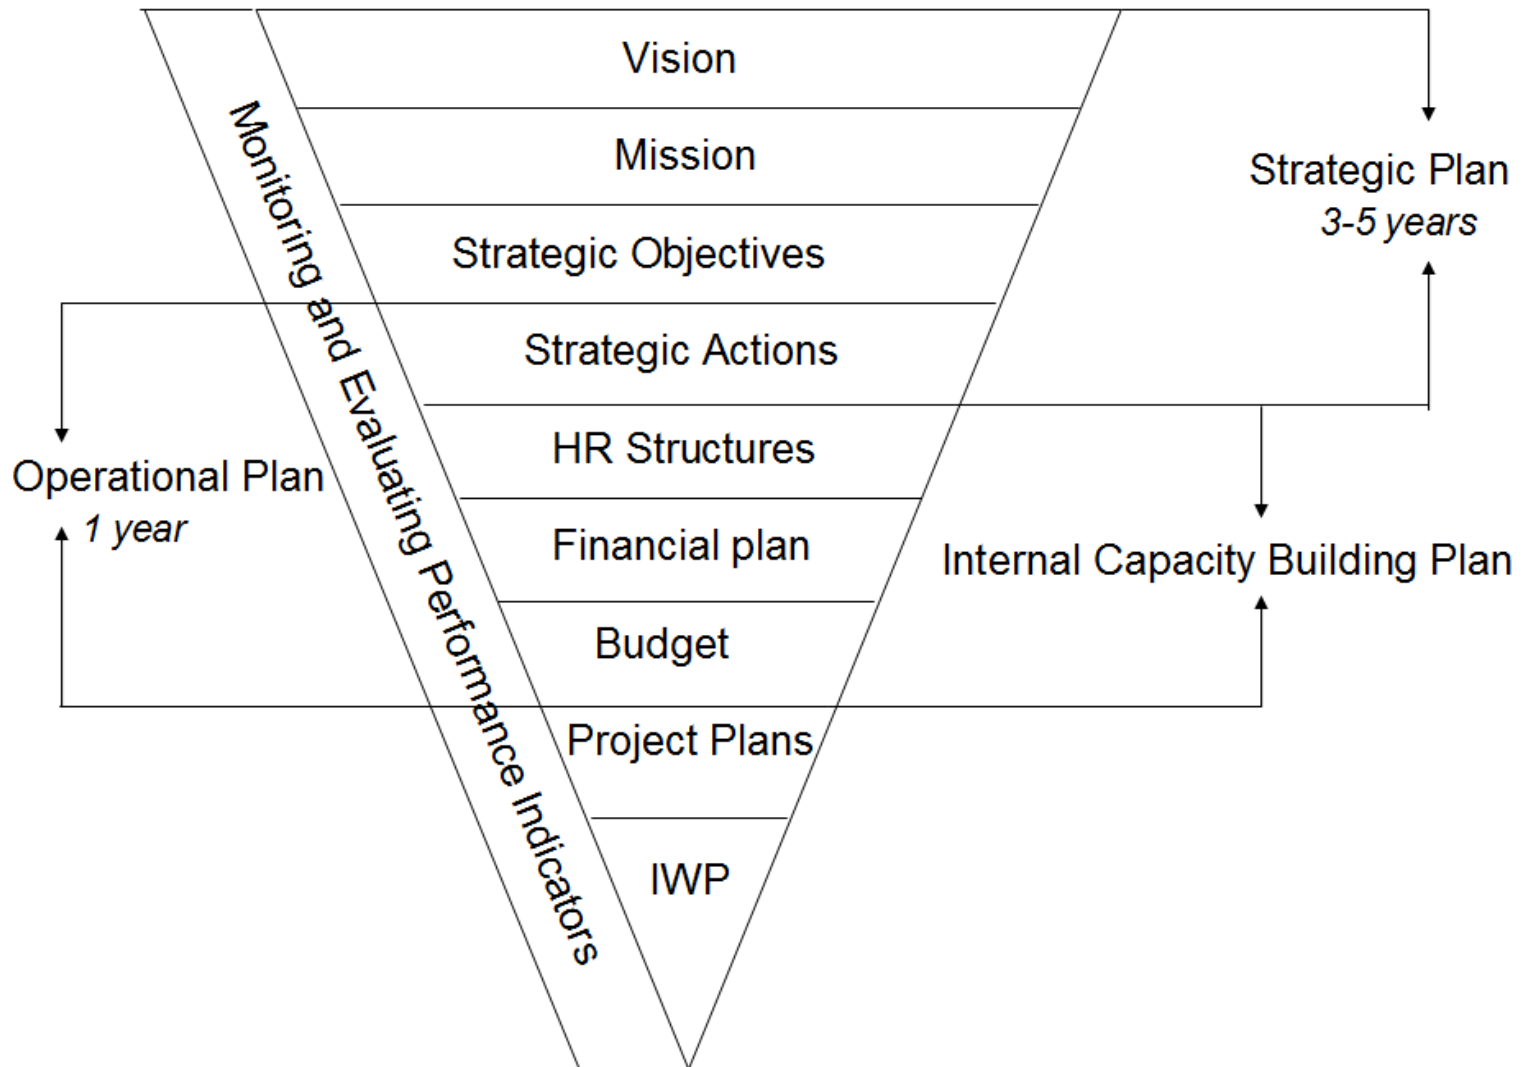 Vision
Mission
Strategic Objectives
Strategic Actions
HR Structures
Financial plan
Budget
Project Plans
IWP
Monitoring and Evaluating Performance Indicators
Strategic Plan
3-5 years
Operational Plan
1 year
Internal Capacity Building Plan